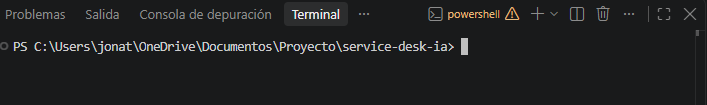 Problemas Salida Consola de depuración Terminal ··· powershell
PS C:\Users\jonat\OneDrive\Documentos\Proyecto\service-desk-ia>